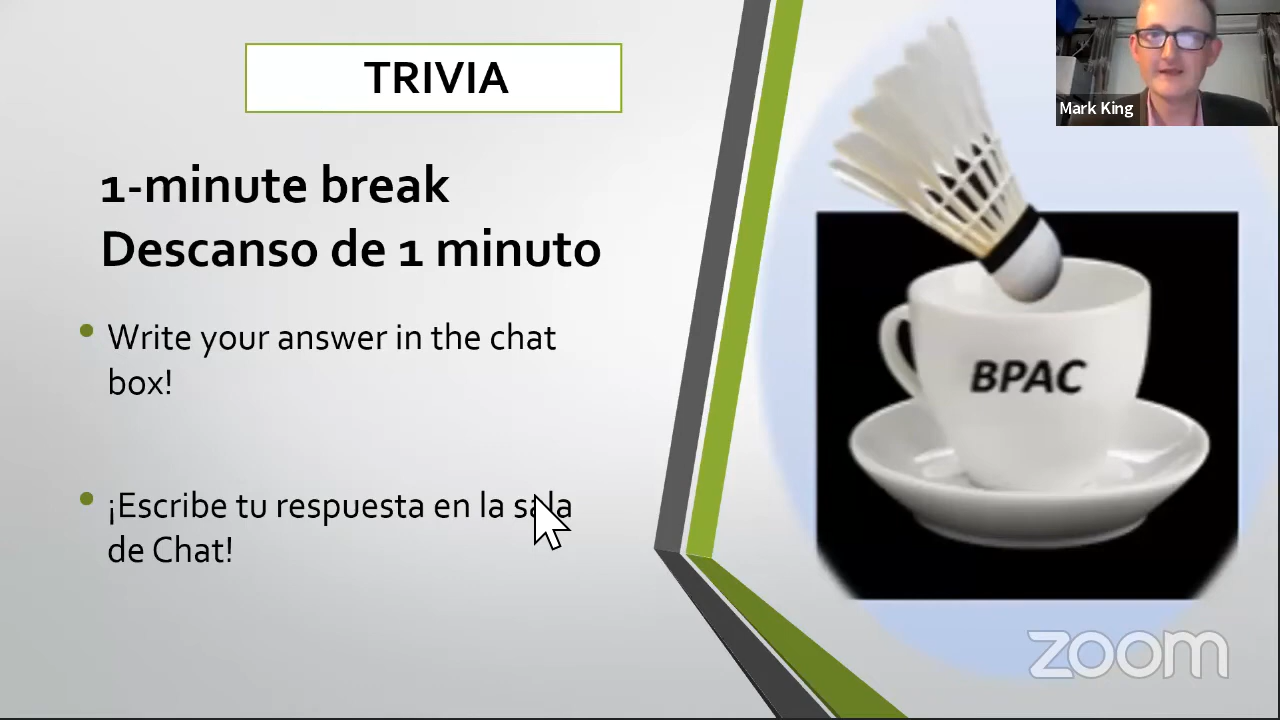 TRIVIA
1-minute break
Descanso de 1 minuto
Write your answer in the chat
box!
¡Escribe tu respuesta en la sala
de Chat!
Mark King
BPAC
zoom